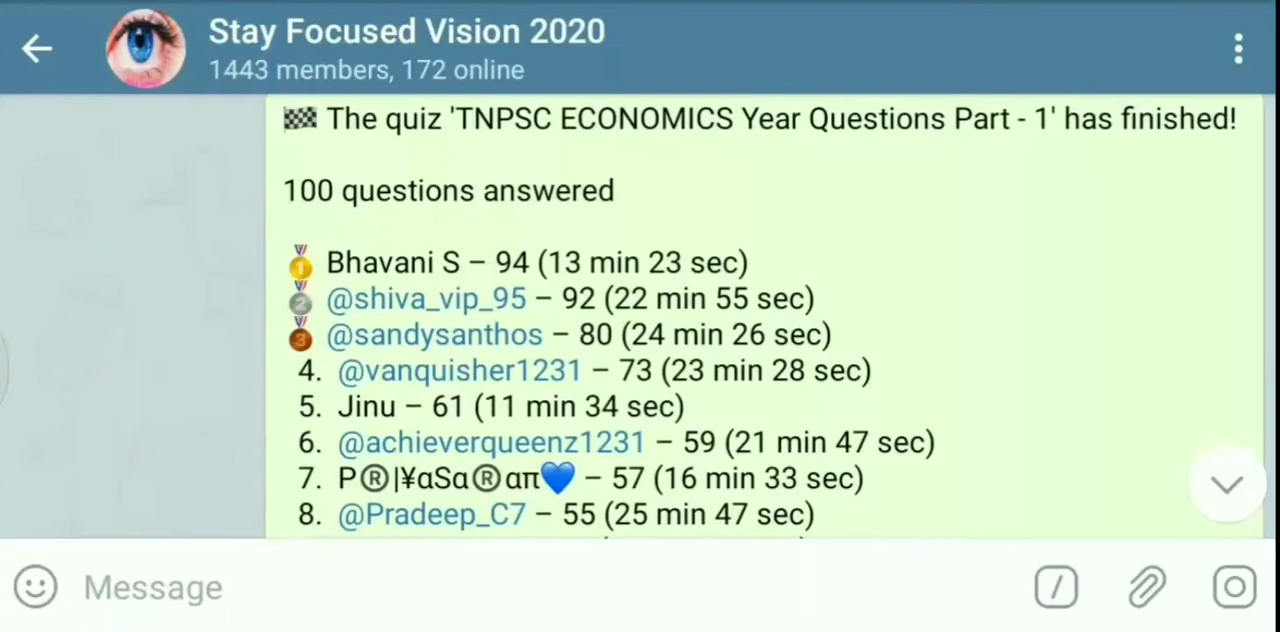 Stay Focused Vision 2020
1443 members, 172 online
🏁 The quiz 'TNPSC ECONOMICS Year Questions Part - 1' has finished!
100 questions answered
🥇 Bhavani S – 94 (13 min 23 sec)
🥈 @shiva_vip_95 – 92 (22 min 55 sec)
🥉 @sandysanthos – 80 (24 min 26 sec)
4. @vanquisher1231 – 73 (23 min 28 sec)
5. Jinu – 61 (11 min 34 sec)
6. @achieverqueenz1231 – 59 (21 min 47 sec)
7. P®|¥ɑSɑ®ɑπ💙 – 57 (16 min 33 sec)
8. @Pradeep_C7 – 55 (25 min 47 sec)
Message